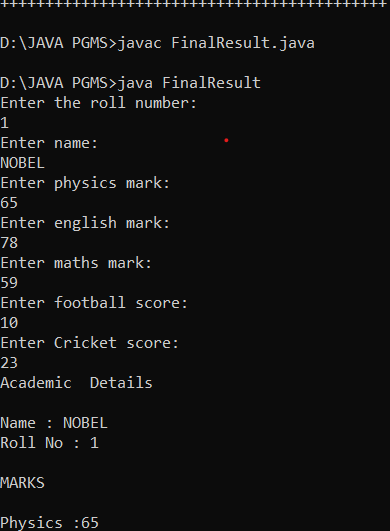 +++++++++++++++++++++++++++++++++++++++++++
D:\JAVA PGMS>javac FinalResult.java
D:\JAVA PGMS>java FinalResult
Enter the roll number:
1
Enter name:
NOBEL
Enter physics mark:
65
Enter english mark:
78
Enter maths mark:
59
Enter football score:
10
Enter Cricket score:
23
Academic  Details
Name : NOBEL
Roll No : 1
MARKS
Physics :65